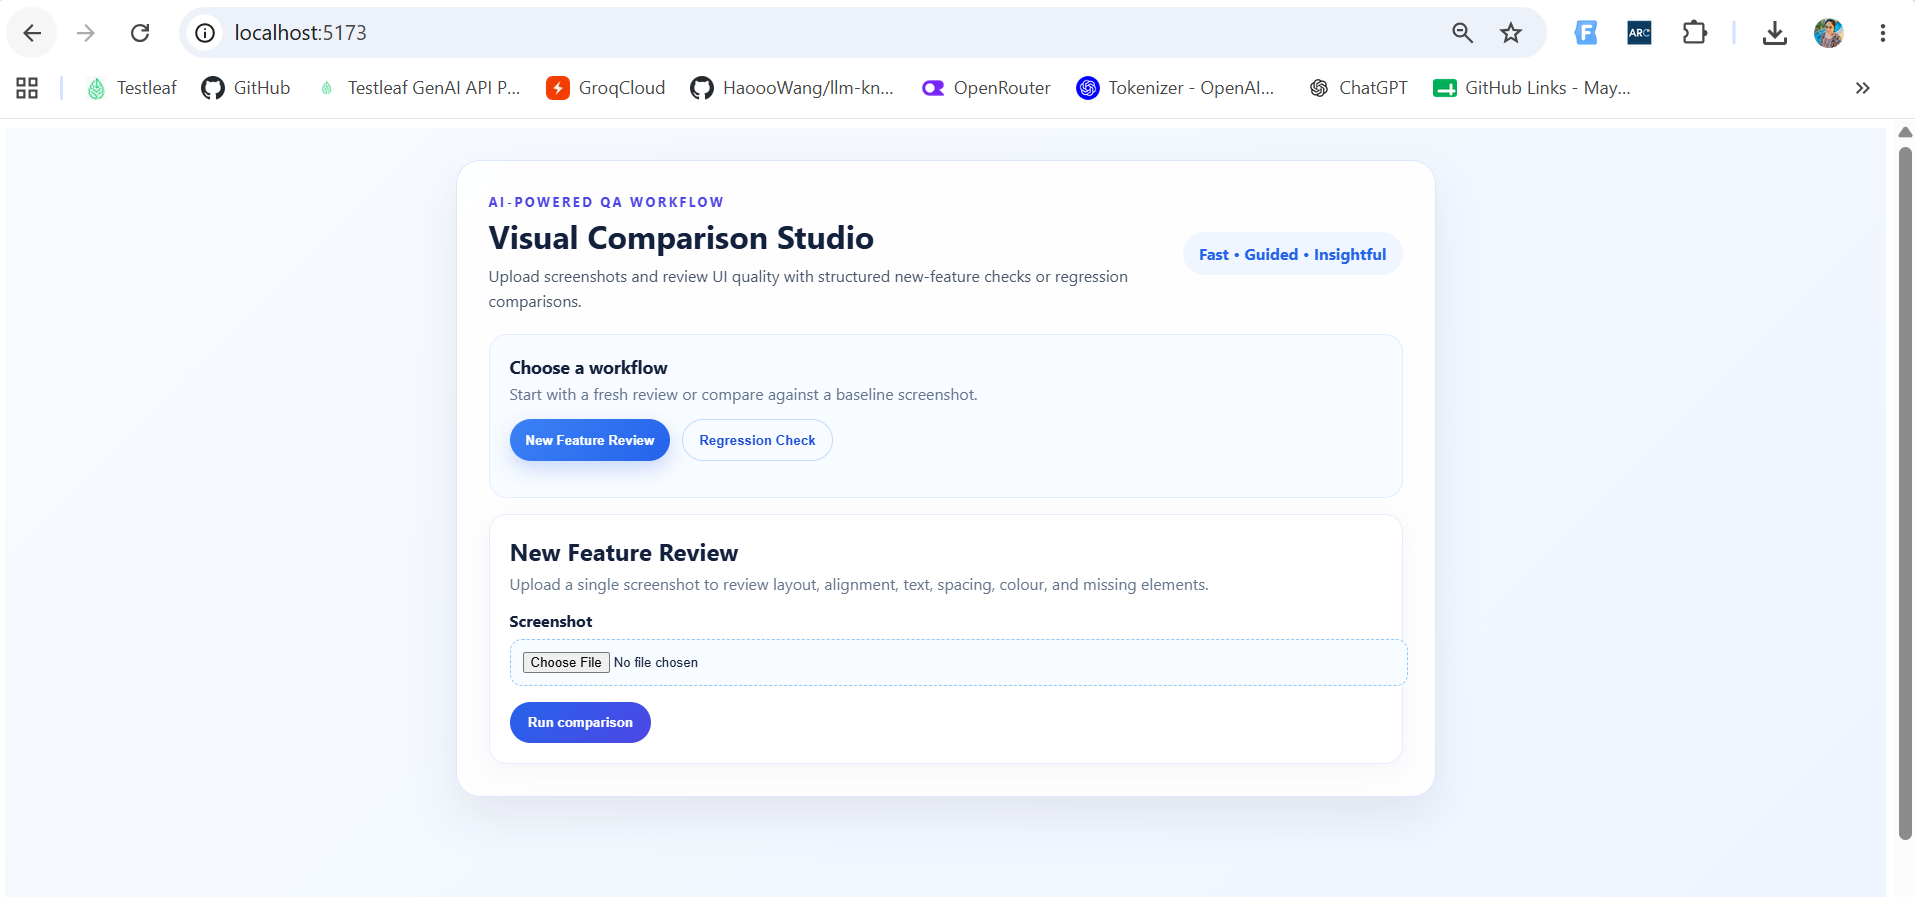 localhost:5173
Testleaf GitHub Testleaf GenAI API P... GroqCloud HaoooWang/llm-kn... OpenRouter Tokenizer - OpenAI... ChatGPT GitHub Links - May...
AI-POWERED QA WORKFLOW
Visual Comparison Studio
Fast • Guided • Insightful
Upload screenshots and review UI quality with structured new-feature checks or regression
comparisons.
Choose a workflow
Start with a fresh review or compare against a baseline screenshot.
New Feature Review Regression Check
New Feature Review
Upload a single screenshot to review layout, alignment, text, spacing, colour, and missing elements.
Screenshot
Choose File No file chosen
Run comparison